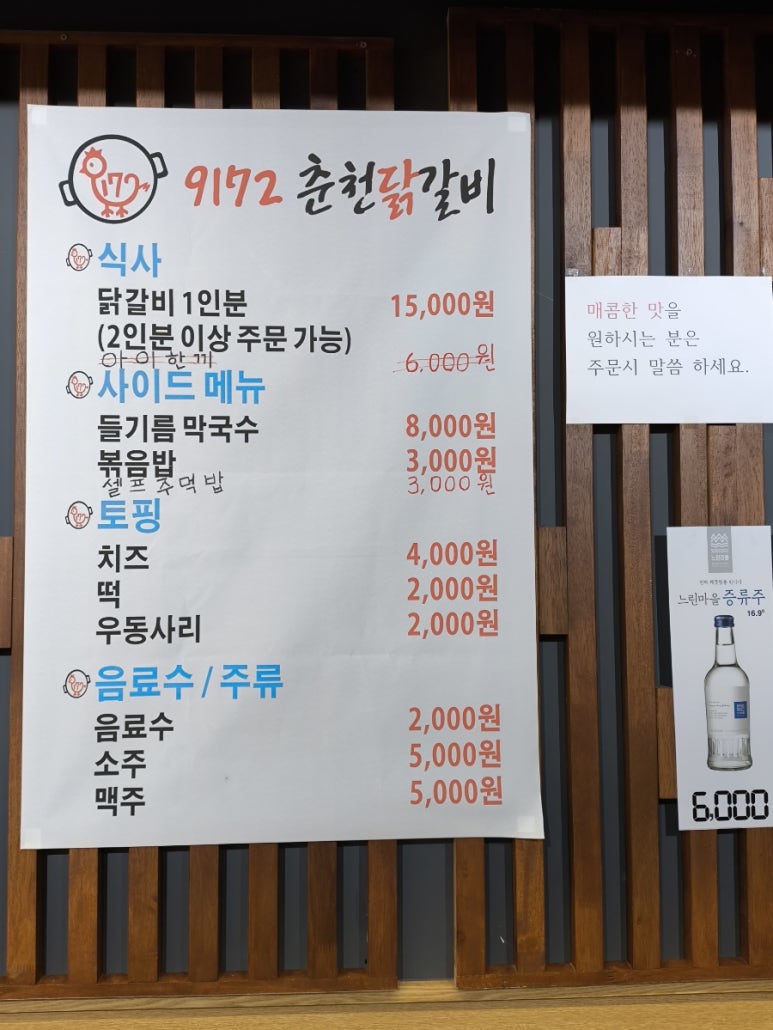 172
9172 춘천닭갈비
식사
닭갈비 1인분 15,000원
(2인분 이상 주문 가능)
아이한끼 6,000원
사이드 메뉴
들기름 막국수 8,000원
볶음밥 3,000원
셀프주먹밥 3,000원
토핑
치즈 4,000원
떡 2,000원
우동사리 2,000원
음료수 / 주류
음료수 2,000원
소주 5,000원
맥주 5,000원
매콤한 맛을
원하시는 분은
주문시 말씀 하세요.
느린마을 증류주
16.9°
6,000